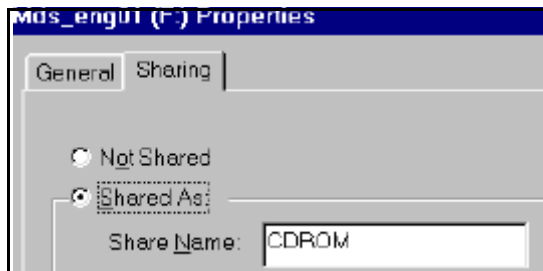 Mds_eng01 (F:) Properties
General Sharing
Not Shared
Shared As:
Share Name: CDROM